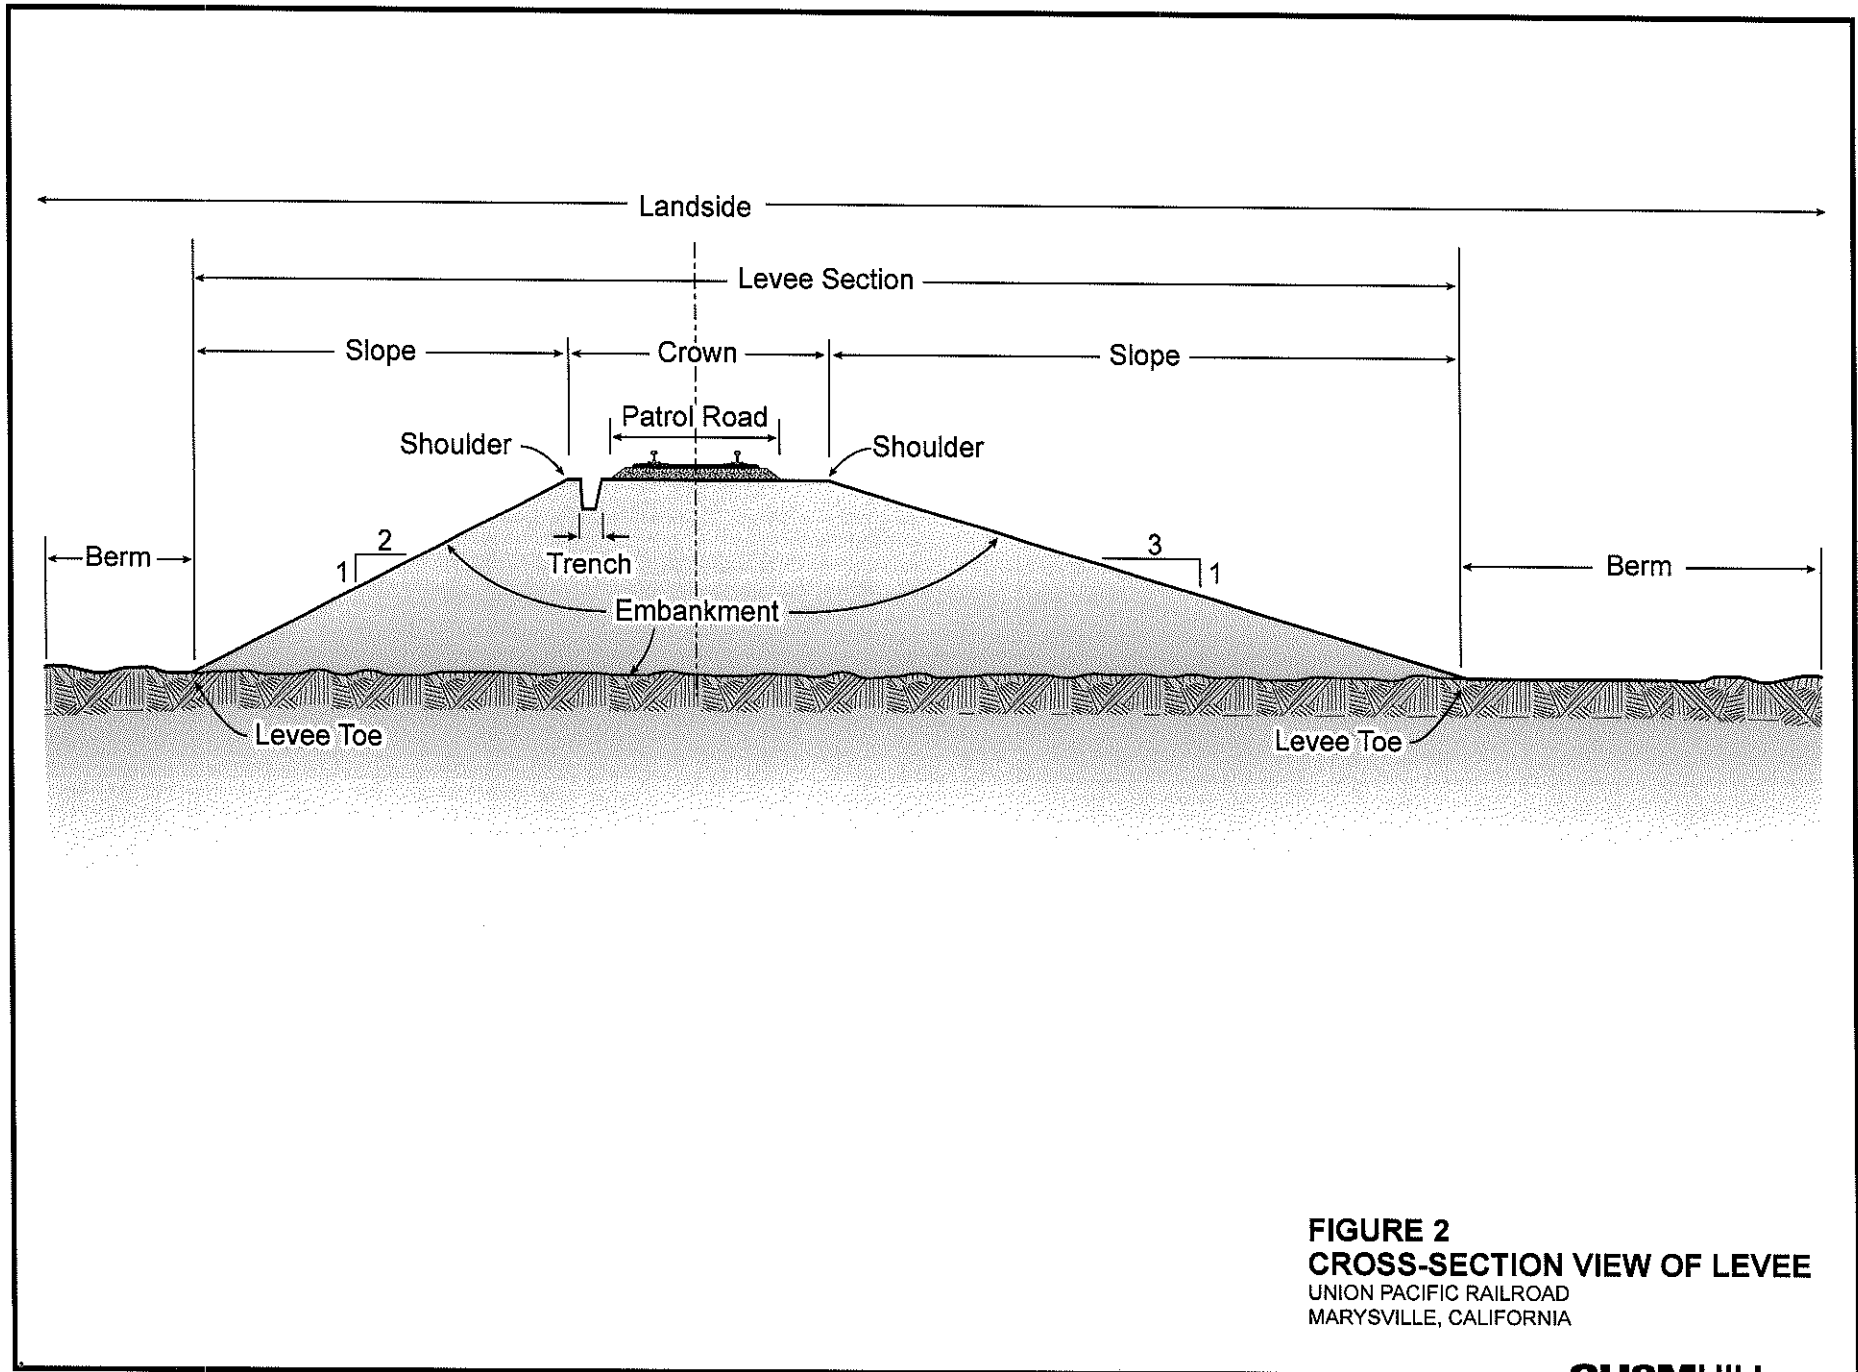 Landside
Levee Section
Slope
Crown
Slope
Patrol Road
Shoulder
Shoulder
2
1
Trench
3
1
Berm
Berm
Embankment
Levee Toe
Levee Toe
FIGURE 2
CROSS-SECTION VIEW OF LEVEE
UNION PACIFIC RAILROAD
MARYSVILLE, CALIFORNIA